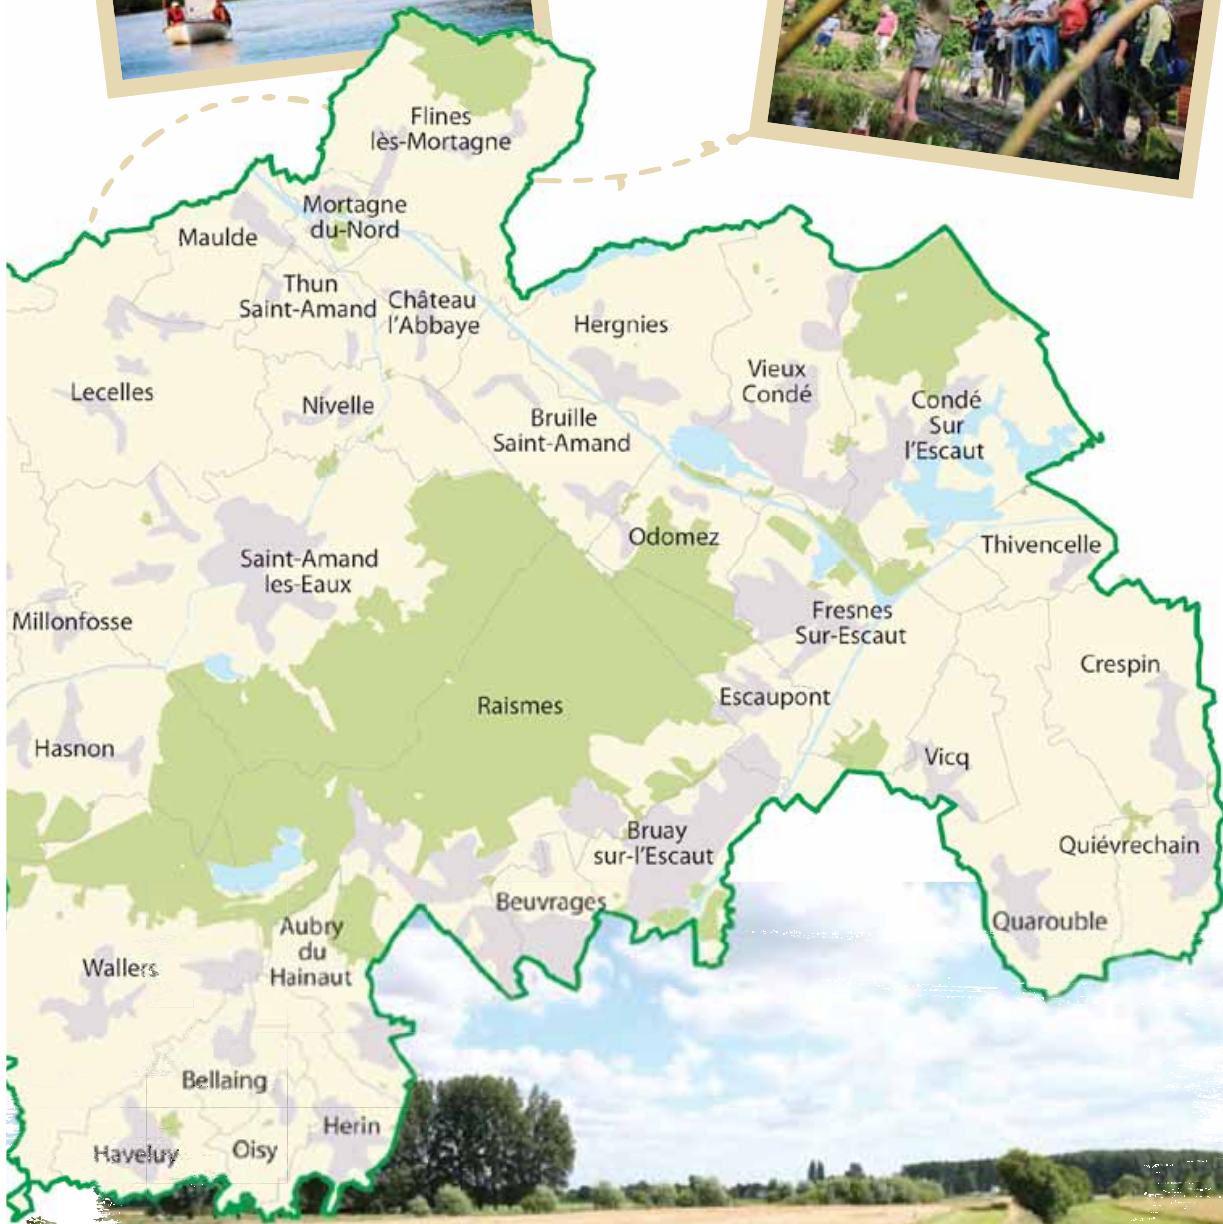 Flines
lès-Mortagne
Mortagne
du-Nord
Maulde
Thun
Saint-Amand
Château
l'Abbaye
Hergnies
Vieux
Condé
Condé
Sur
l'Escaut
Lecelles
Nivelle
Bruille
Saint-Amand
Odomez
Thivencelle
Saint-Amand
les-Eaux
Millonfosse
Fresnes
Sur-Escaut
Crespin
Escaupont
Raismes
Hasnon
Vicq
Bruay
sur-l'Escaut
Quiévrechain
Beuvrages
Quarouble
Aubry
du
Hainaut
Wallers
Bellaing
Herin
Haveluy
Oisy